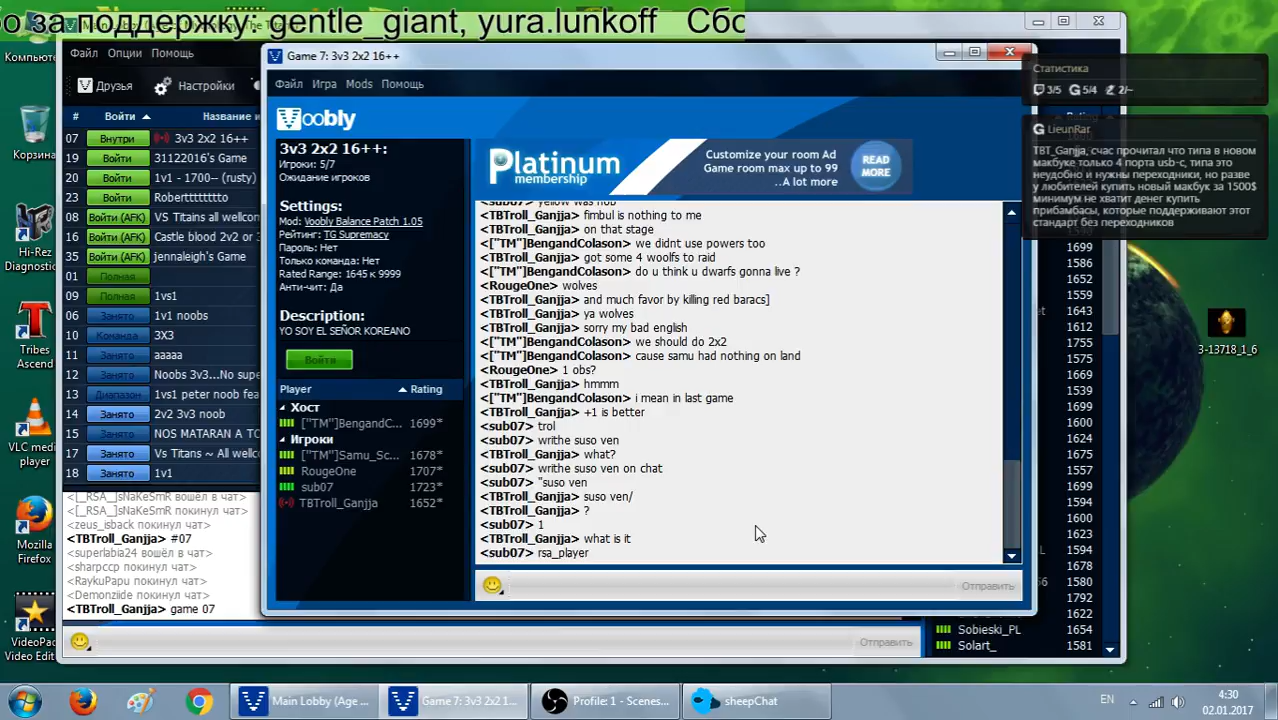 о за поддержку: gentle_giant, yura.lunkoff Сбо
Компьюте
Корзина
Hi-Rez
Diagnostic
Tribes
Ascend
VLC med
player
Mozilla
Firefox
VideoPac
Video Edit
Файл Опции Помощь
Друзья Настройки
# Войти Название и
07 Внутри 3v3 2x2 16++
19 Войти 31122016's Game
20 Войти 1v1 - 1700-- (rusty)
23 Войти Roberttttttttto
08 Войти (AFK) VS Titans all wellcon
16 Войти (AFK) Castle blood 2v2 or 3
35 Войти (AFK) jennaleigh's Game
01 Полная
09 Полная 1vs1
06 Занято 1v1 noobs
10 Команда 3X3
11 Занято aaaaa
12 Занято Noobs 3v3...No supe
13 Диапазон 1vs1 peter noob fea
14 Занято 2v2 3v3 noob
15 Занято NOS MATARAN A TO
17 Занято Vs Titans ~ All wellco
18 Занято 1v1
<[_RSA_]sNaKeSmR вошёл в чат>
<[_RSA_]sNaKeSmR покинул чат>
<zeus_isback покинул чат>
<TBTroll_Ganjja> #07
<superlabia24 вошёл в чат>
<sharpccp покинул чат>
<RaykuPapu покинул чат>
<Demonziide покинул чат>
<TBTroll_Ganjja> game 07
Отправить
Game 7: 3v3 2x2 16++
Файл Игра Mods Помощь
Voobly
3v3 2x2 16++:
Игроки: 5/7
Ожидание игроков
Platinum
membership
Customize your room Ad
Game room max up to 99
..A lot more
READ
MORE
Settings:
Mod: Voobly Balance Patch 1.05
Рейтинг: TG Supremacy
Пароль: Нет
Только команда: Нет
Rated Range: 1645 к 9999
Анти-чит: Да
Description:
YO SOY EL SEÑOR KOREANO
Войти
Player Rating
Хост
["TM"]BengandC... 1699*
Игроки
["TM"]Samu_Sc... 1678*
RougeOne 1707*
sub07 1723*
TBTroll_Ganjja 1652*
<sub07> yellow was nob
<TBTroll_Ganjja> fimbul is nothing to me
<TBTroll_Ganjja> on that stage
<["TM"]BengandColason> we didnt use powers too
<TBTroll_Ganjja> got some 4 woolfs to raid
<["TM"]BengandColason> do u think u dwarfs gonna live ?
<RougeOne> wolves
<TBTroll_Ganjja> and much favor by killing red baracs]
<TBTroll_Ganjja> ya wolves
<TBTroll_Ganjja> sorry my bad english
<["TM"]BengandColason> we should do 2x2
<["TM"]BengandColason> cause samu had nothing on land
<RougeOne> 1 obs?
<TBTroll_Ganjja> hmmm
<["TM"]BengandColason> i mean in last game
<TBTroll_Ganjja> +1 is better
<sub07> trol
<sub07> writhe suso ven
<TBTroll_Ganjja> what?
<sub07> writhe suso ven on chat
<sub07> "suso ven
<TBTroll_Ganjja> suso ven/
<TBTroll_Ganjja> ?
<sub07> 1
<TBTroll_Ganjja> what is it
<sub07> rsa_player
Отправить
Статистика
3/5 5/4 2/~
LieunRar
TBT_Ganjja, счас прочитал что типа в новом
макбуке только 4 порта usb-c, типа это
неудобно и нужны переходники, но разве
у любителей купить новый макбук за 1500$
минимум не хватит денег купить
прибамбасы, которые поддерживают этот
стандарт без переходников
1699
1586
1652
1559
1643
1612
1755
1675
1590
1639
1624
1675
1557
1694
1600
1623
1594
1586
1792
1622
Sobieski_PL 1654
Solart_ 1581
3-13718_1_6
Main Lobby (Age ...
Game 7: 3v3 2x2 1...
Profile: 1 - Scenes...
sheepChat
EN
4:30
02.01.2017